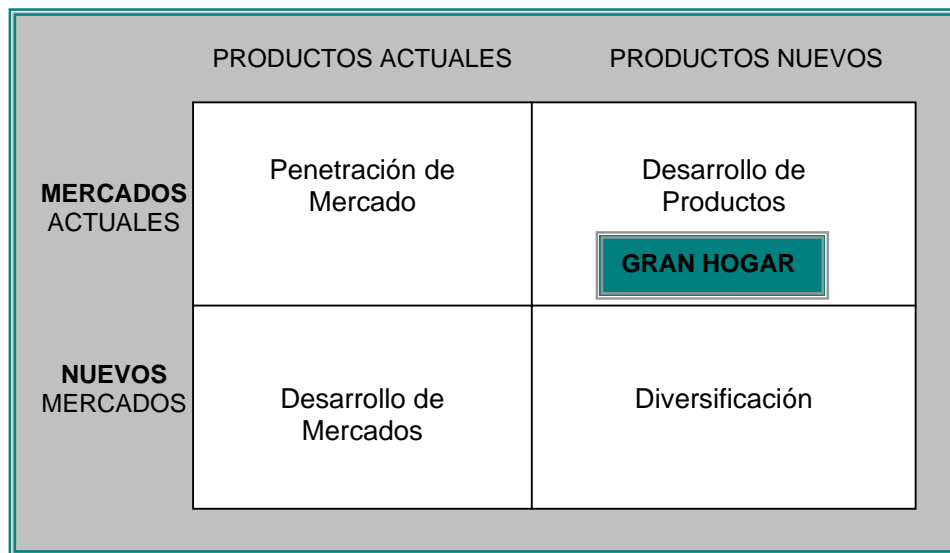 PRODUCTOS ACTUALES
PRODUCTOS NUEVOS
MERCADOS
ACTUALES
Penetración de
Mercado
Desarrollo de
Productos
GRAN HOGAR
NUEVOS
MERCADOS
Desarrollo de
Mercados
Diversificación